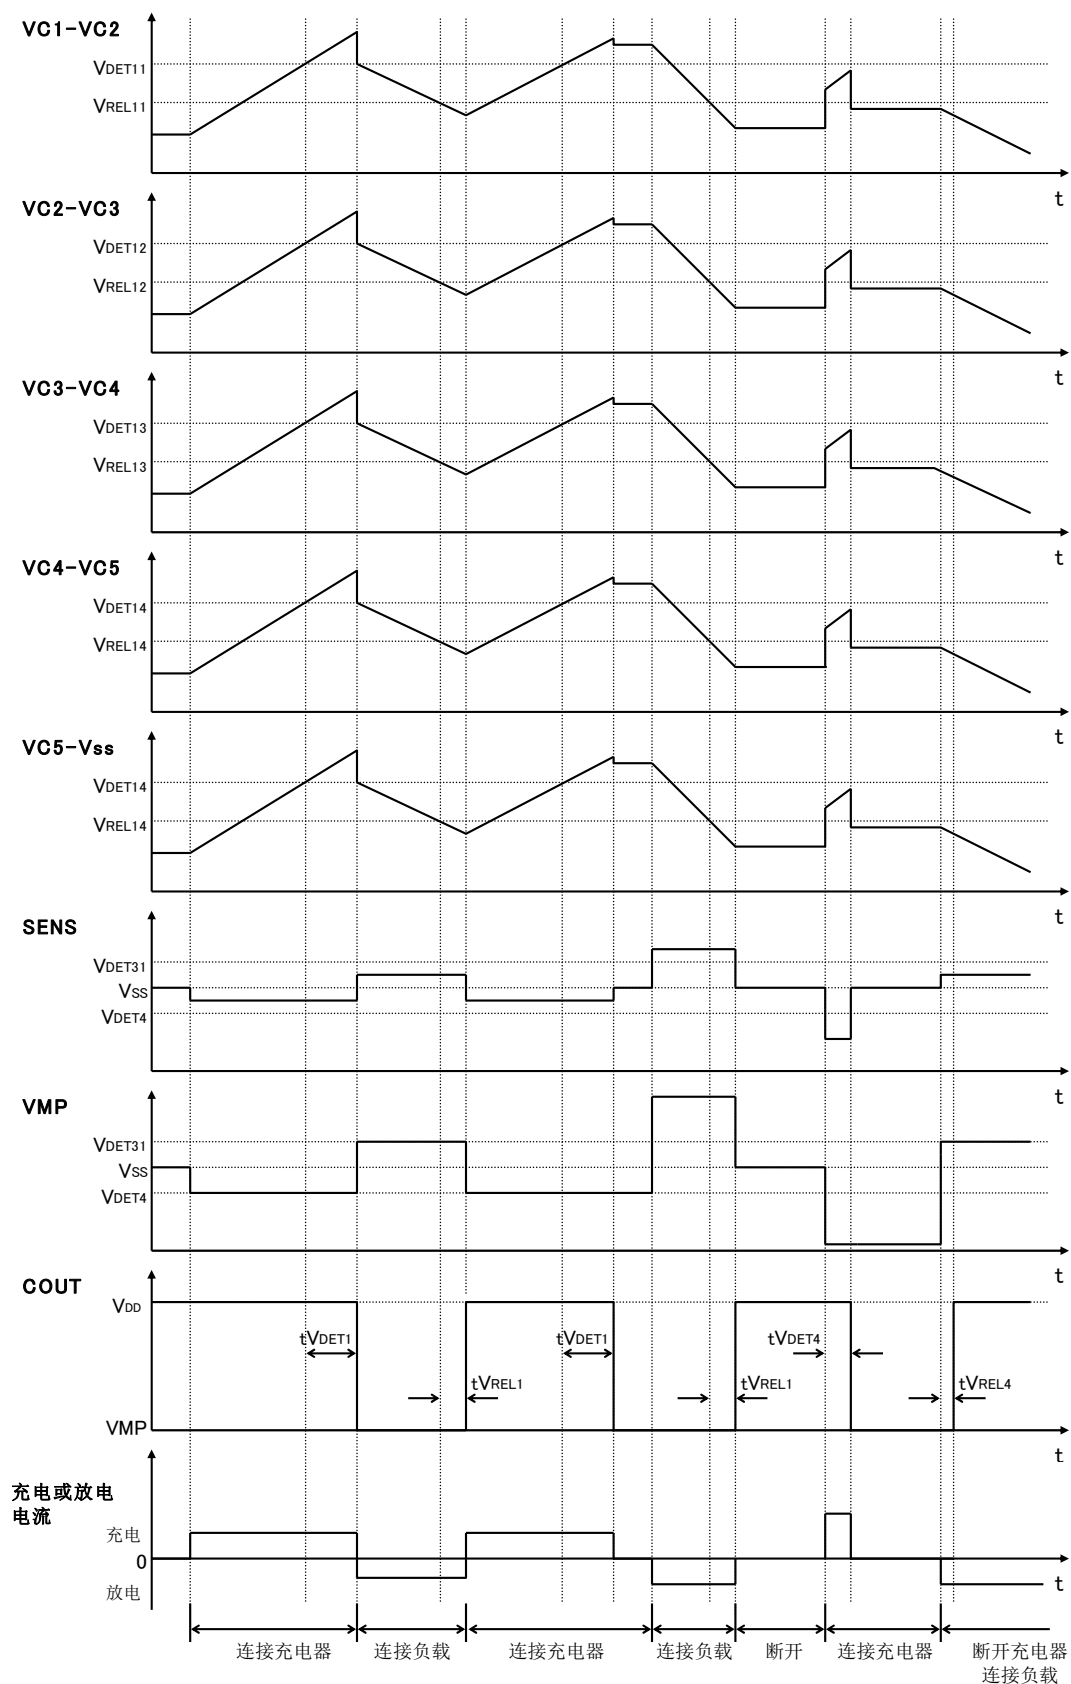 VC1-VC2
VDET11
VREL11
t
VC2-VC3
VDET12
VREL12
t
VC3-VC4
VDET13
VREL13
t
VC4-VC5
VDET14
VREL14
t
VC5-Vss
VDET14
VREL14
t
SENS
VDET31
VSS
VDET4
t
VMP
VDET31
VSS
VDET4
t
COUT
VDD
tVDET1 tVDET1 tVDET4
tVREL1 tVREL1 tVREL4
VMP
t
充电或放电
电流
充电
0
放电
t
连接充电器 连接负载 连接充电器 连接负载 断开 连接充电器 断开充电器
连接负载